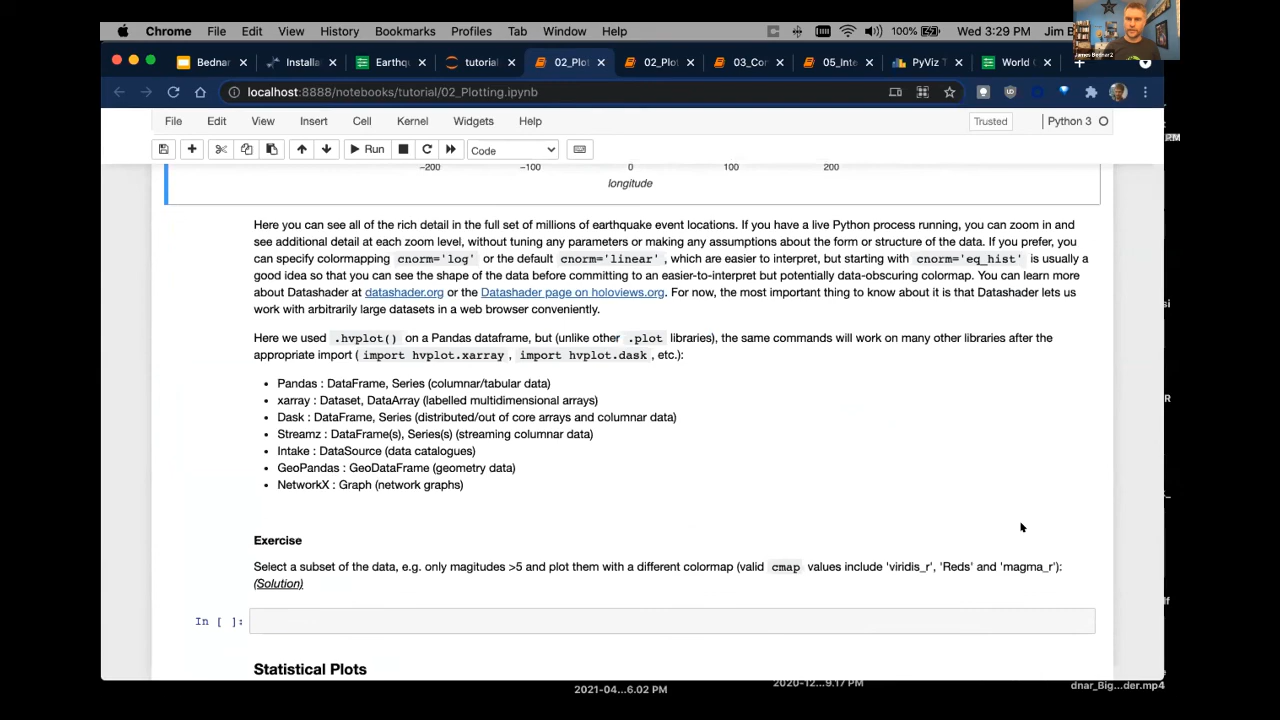 Chrome File Edit View History Bookmarks Profiles Tab Window Help 100% Wed 3:29 PM Jim B
James Bednar2
Bednar Installa Earthqu tutorial 02_Plot 02_Plot 03_Cor 05_Inte PyViz T World C
localhost:8888/notebooks/tutorial/02_Plotting.ipynb
File Edit View Insert Cell Kernel Widgets Help Trusted Python 3
Run Code
−200 −100 0 100 200
longitude
Here you can see all of the rich detail in the full set of millions of earthquake event locations. If you have a live Python process running, you can zoom in and
see additional detail at each zoom level, without tuning any parameters or making any assumptions about the form or structure of the data. If you prefer, you
can specify colormapping cnorm='log' or the default cnorm='linear', which are easier to interpret, but starting with cnorm='eq_hist' is usually a
good idea so that you can see the shape of the data before committing to an easier-to-interpret but potentially data-obscuring colormap. You can learn more
about Datashader at datashader.org or the Datashader page on holoviews.org. For now, the most important thing to know about it is that Datashader lets us
work with arbitrarily large datasets in a web browser conveniently.
Here we used .hvplot() on a Pandas dataframe, but (unlike other .plot libraries), the same commands will work on many other libraries after the
appropriate import ( import hvplot.xarray, import hvplot.dask, etc.):
• Pandas : DataFrame, Series (columnar/tabular data)
• xarray : Dataset, DataArray (labelled multidimensional arrays)
• Dask : DataFrame, Series (distributed/out of core arrays and columnar data)
• Streamz : DataFrame(s), Series(s) (streaming columnar data)
• Intake : DataSource (data catalogues)
• GeoPandas : GeoDataFrame (geometry data)
• NetworkX : Graph (network graphs)
Exercise
Select a subset of the data, e.g. only magitudes >5 and plot them with a different colormap (valid cmap values include 'viridis_r', 'Reds' and 'magma_r'):
(Solution)
In [ ]:
Statistical Plots
2021-04...6.02 PM 2020-12...9.17 PM dnar_Big...der.mp4